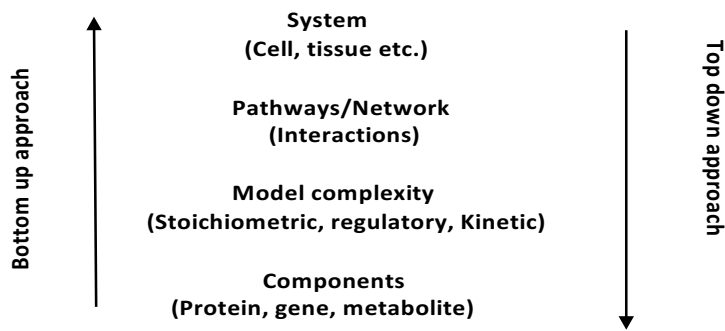 System
(Cell, tissue etc.)
Pathways/Network
(Interactions)
Model complexity
(Stoichiometric, regulatory, Kinetic)
Components
(Protein, gene, metabolite)
Bottom up approach
Top down approach